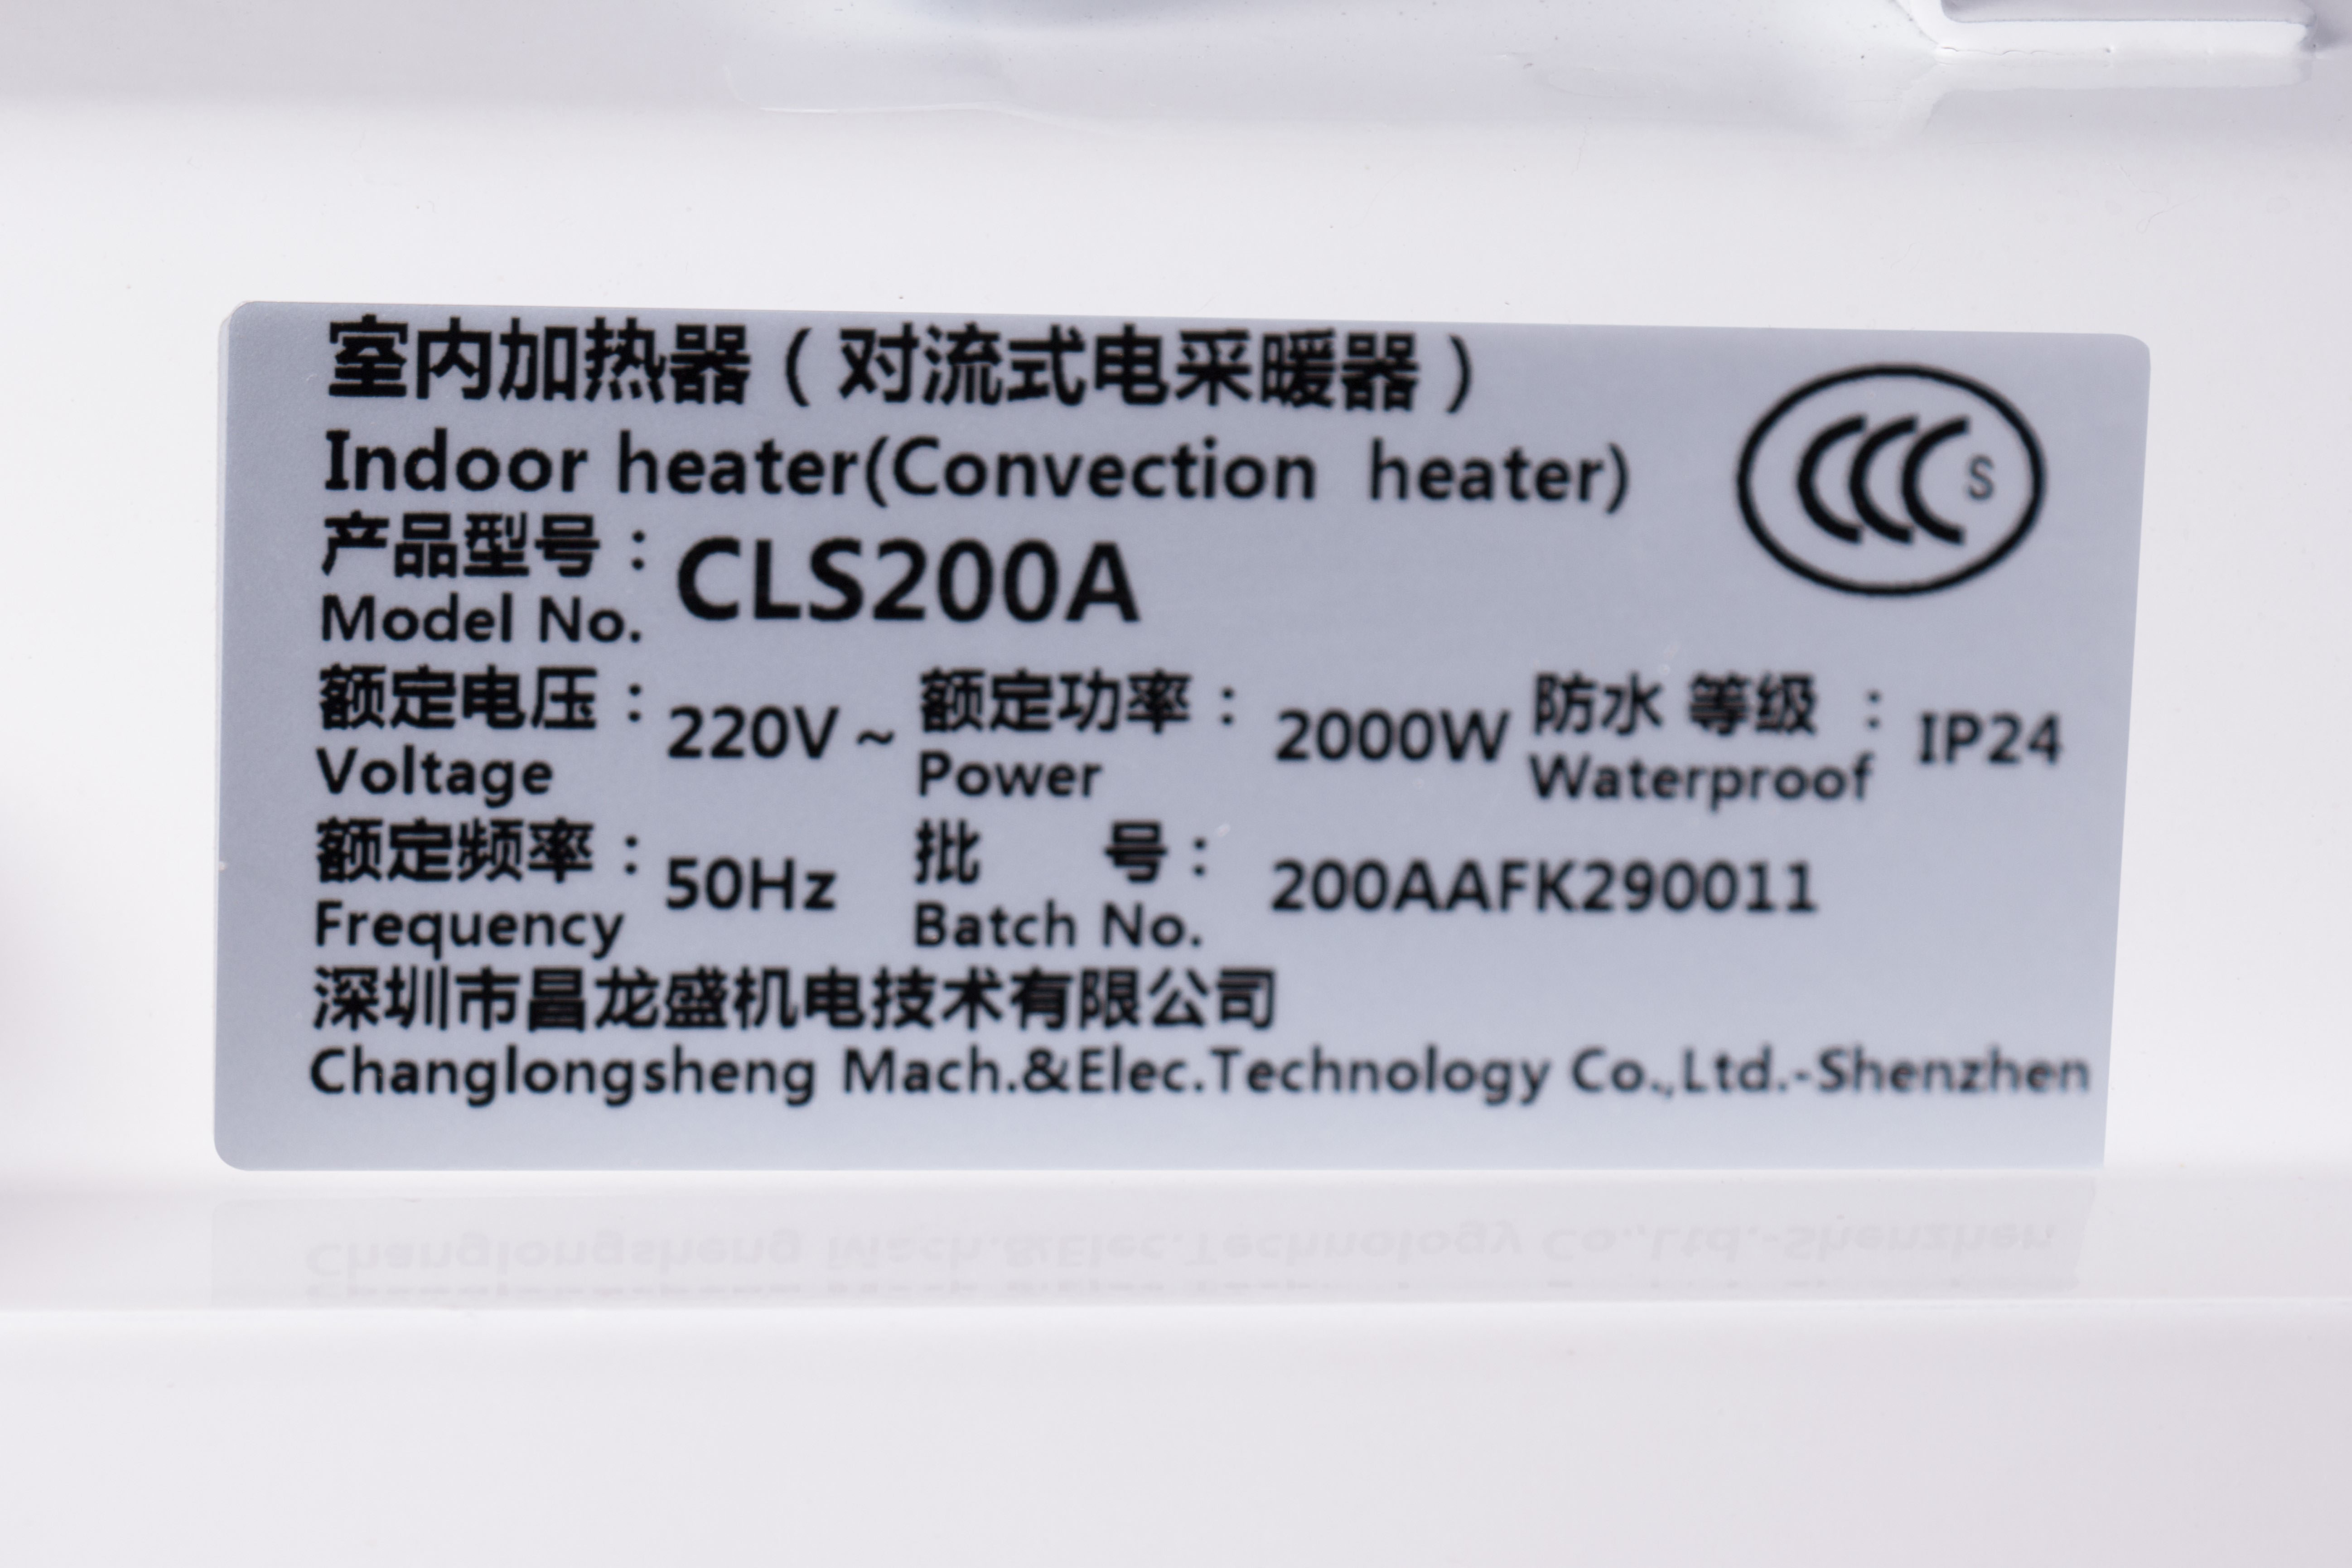 室内加热器（对流式电采暖器）
Indoor heater(Convection heater)
CCC S
产品型号：CLS200A
Model No.
额定电压：220V～ 额定功率：2000W 防水 等级 ：IP24
Voltage Power Waterproof
额定频率：50Hz 批 号：200AAFK290011
Frequency Batch No.
深圳市昌龙盛机电技术有限公司
Changlongsheng Mach.&Elec.Technology Co.,Ltd.-Shenzhen